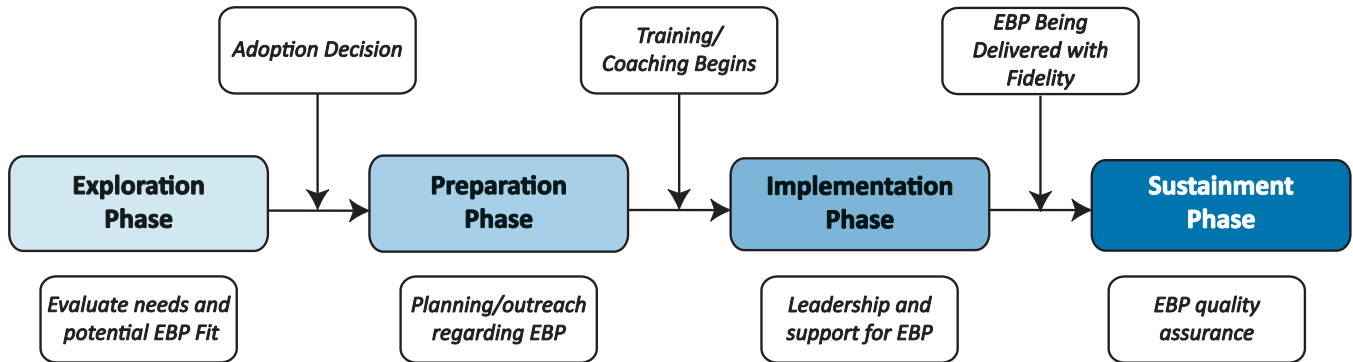 Adoption Decision
Training/
Coaching Begins
EBP Being
Delivered with
Fidelity
Exploration
Phase
Preparation
Phase
Implementation
Phase
Sustainment
Phase
Evaluate needs and
potential EBP Fit
Planning/outreach
regarding EBP
Leadership and
support for EBP
EBP quality
assurance